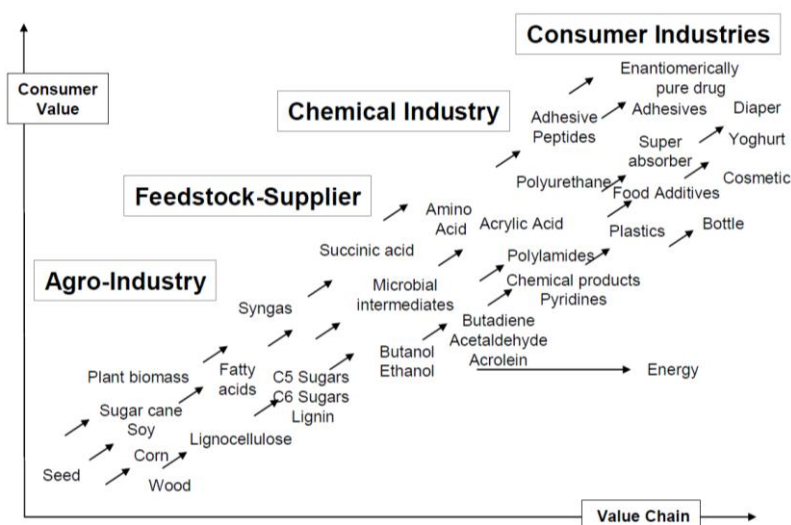 Consumer Industries
Consumer
Value
Enantiomerically
pure drug
Chemical Industry
Adhesive
Peptides
Adhesives
Diaper
Super
absorber
Yoghurt
Feedstock-Supplier
Polyurethane
Food Additives
Cosmetic
Amino
Acid
Acrylic Acid
Plastics
Bottle
Succinic acid
Polylamides
Agro-Industry
Microbial
intermediates
Chemical products
Pyridines
Syngas
Butadiene
Acetaldehyde
Acrolein
Butanol
Ethanol
Energy
Plant biomass
Fatty
acids
C5 Sugars
C6 Sugars
Lignin
Sugar cane
Soy
Lignocellulose
Corn
Seed
Wood
Value Chain